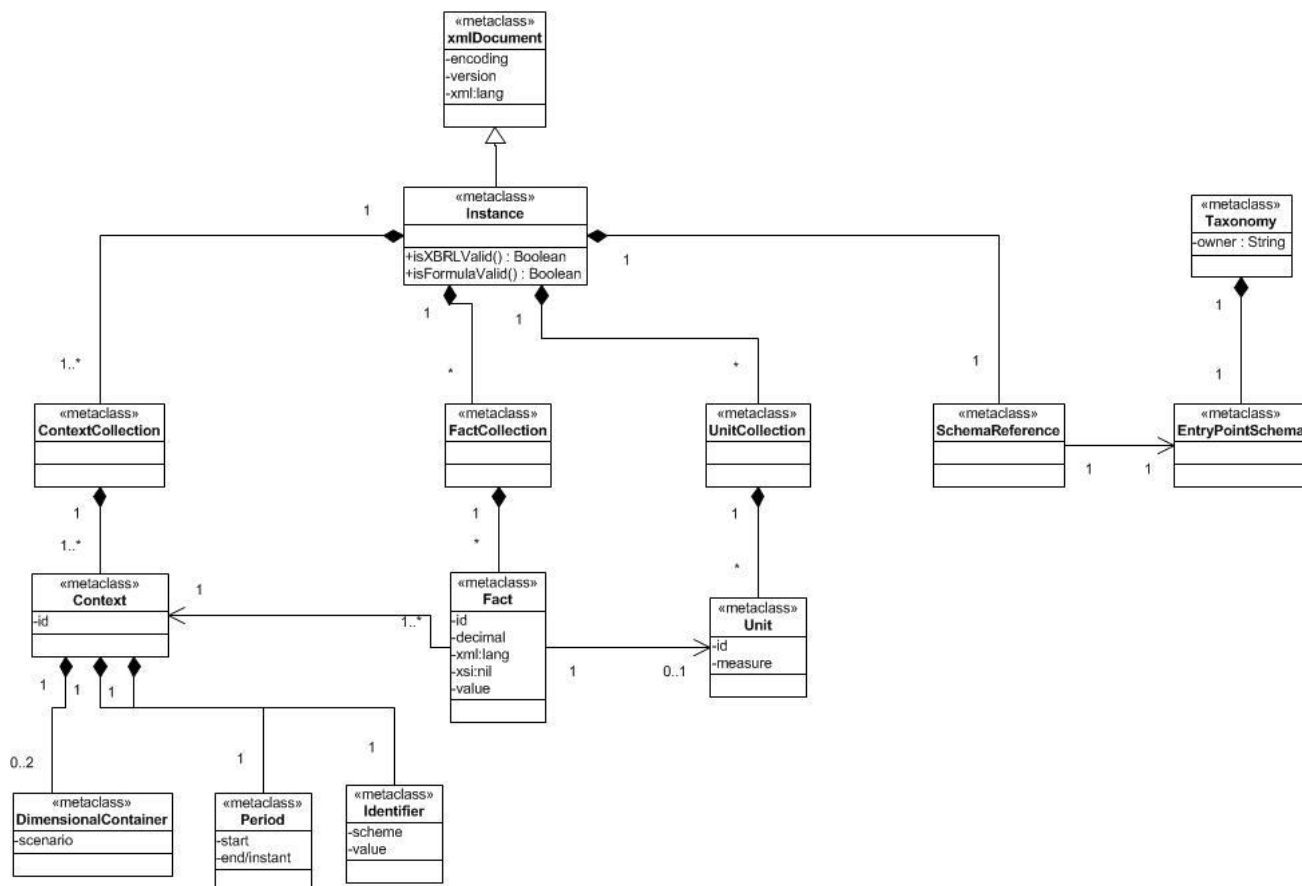 «metaclass»
xmlDocument
-encoding
-version
-xml:lang
«metaclass»
Instance
+isXBRLValid() : Boolean
+isFormulaValid() : Boolean
1
1
1
1
«metaclass»
Taxonomy
-owner : String
1
1
1..*
*
*
1
«metaclass»
ContextCollection
«metaclass»
FactCollection
«metaclass»
UnitCollection
«metaclass»
SchemaReference
«metaclass»
EntryPointSchema
1
1
1
1
1
1..*
*
*
«metaclass»
Context
-id
1
1..*
«metaclass»
Fact
-id
-decimal
-xml:lang
-xsi:nil
-value
1
0..1
«metaclass»
Unit
-id
-measure
1
1
1
0..2
1
1
«metaclass»
DimensionalContainer
-scenario
«metaclass»
Period
-start
-end/instant
«metaclass»
Identifier
-scheme
-value